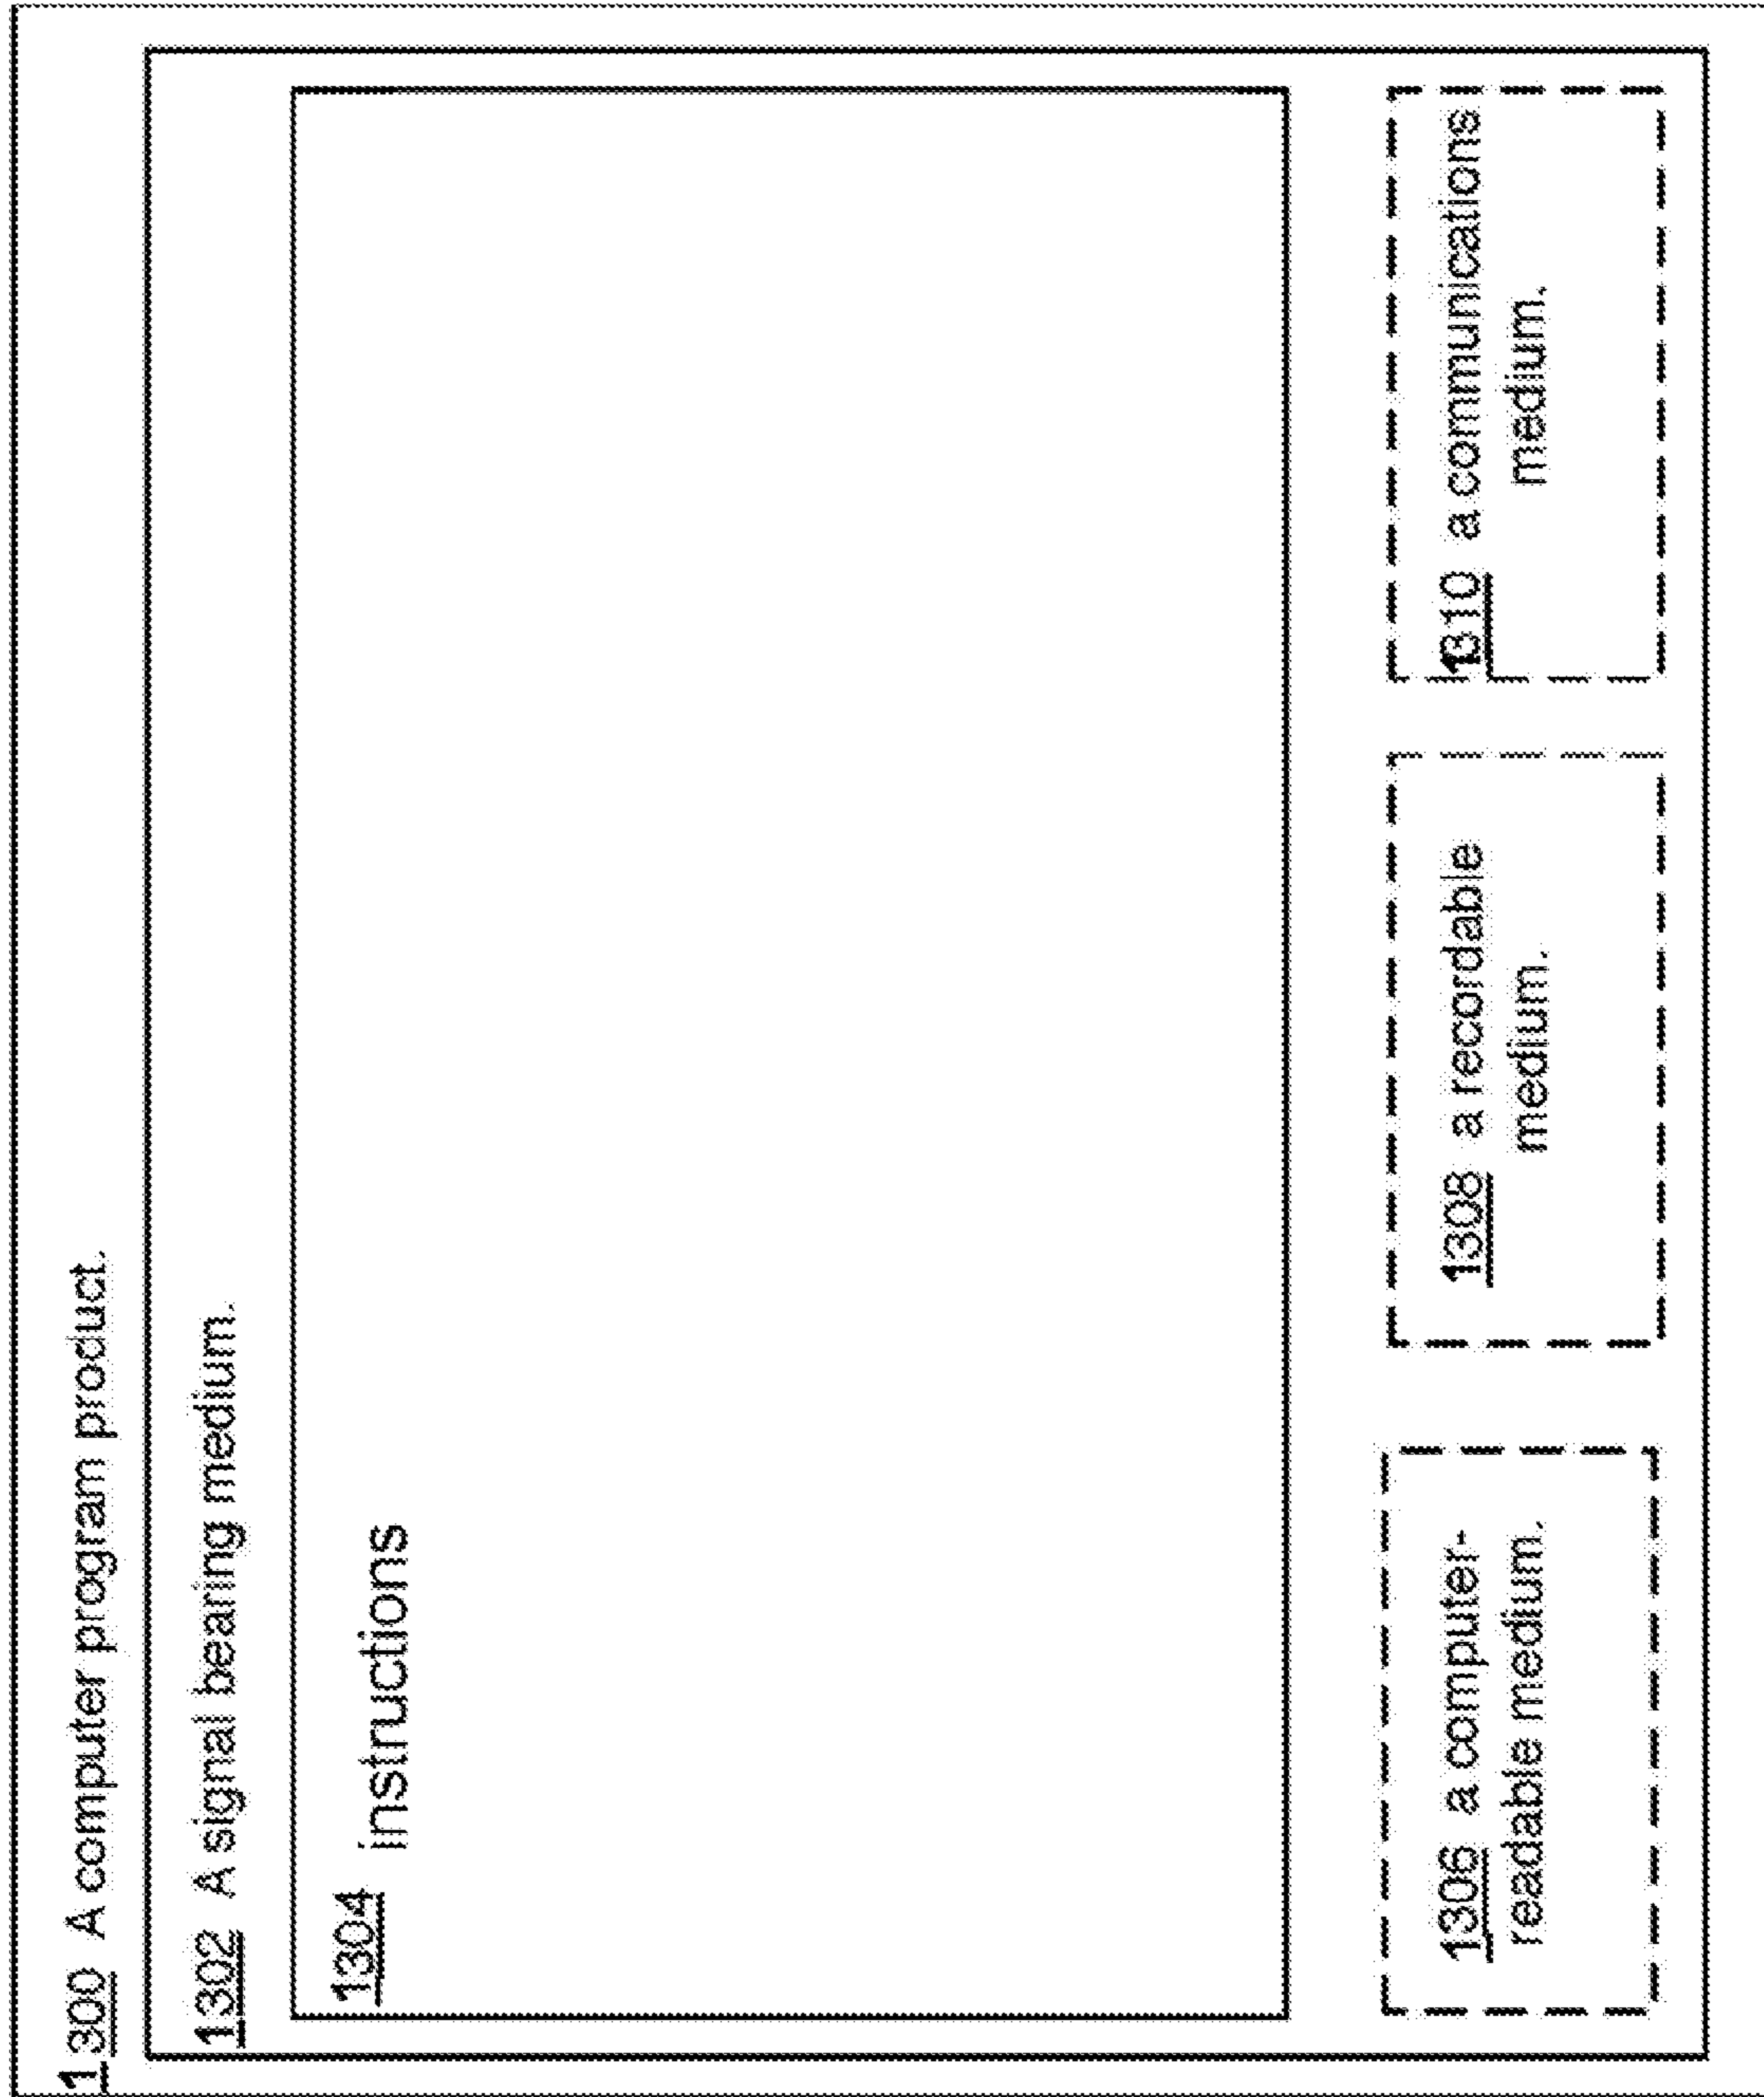 1300 A computer program product.
1302 A signal bearing medium.
1304
instructions
1306 a computer-
readable medium.
1308 a recordable
medium.
1310 a communications
medium.